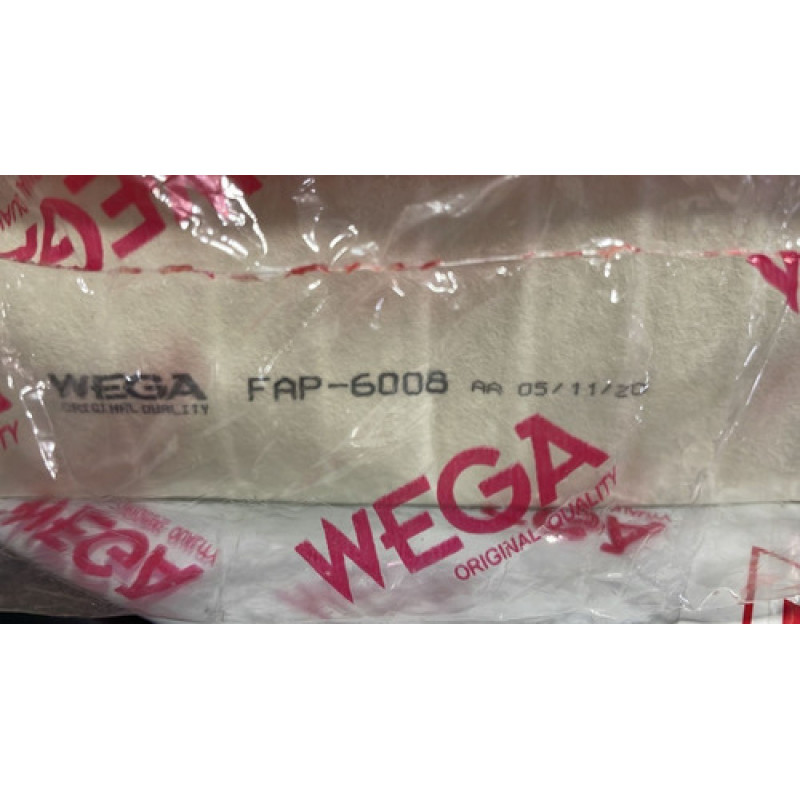 WEGA FAP-6008 AA 05/11/20
ORIGINAL QUALITY
WEGA
ORIGINAL QUALITY
WEGA